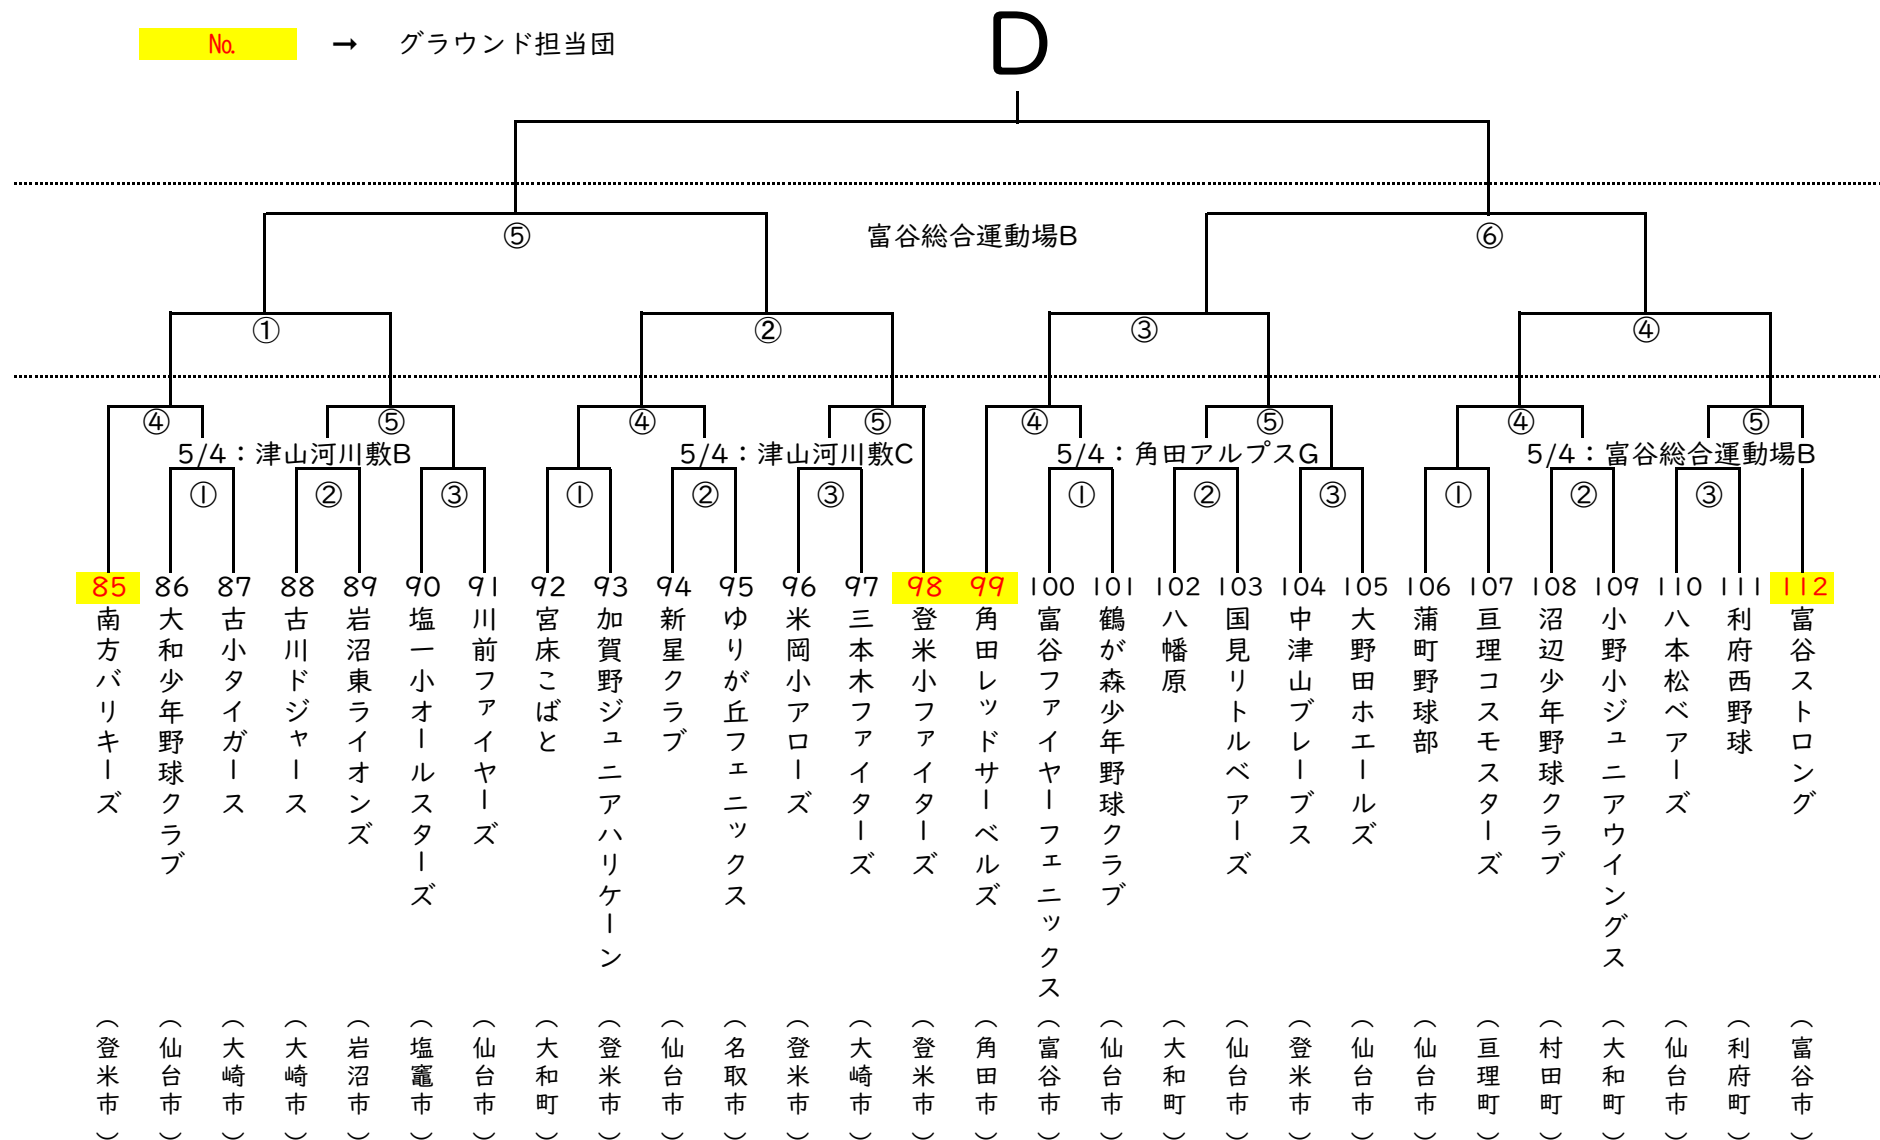 No. → グラウンド担当団
D
⑤ 富谷総合運動場B ⑥
① ② ③ ④
④ ⑤ ④ ⑤ ④ ⑤ ④ ⑤
5/4：津山河川敷B 5/4：津山河川敷C 5/4：角田アルプスG 5/4：富谷総合運動場B
① ② ③ ① ② ③ ① ② ③ ① ② ③
85 南方バリキーズ （登米市）
86 大和少年野球クラブ （仙台市）
87 古小タイガース （大崎市）
88 古川ドジャース （大崎市）
89 岩沼東ライオンズ （岩沼市）
90 塩一小オールスターズ （塩竈市）
91 川前ファイヤーズ （仙台市）
92 宮床こばと （大和町）
93 加賀野ジュニアハリケーン （登米市）
94 新星クラブ （仙台市）
95 ゆりが丘フェニックス （名取市）
96 米岡小アローズ （登米市）
97 三本木ファイターズ （大崎市）
98 登米小ファイターズ （登米市）
99 角田レッドサーベルズ （角田市）
100 富谷ファイヤーフェニックス （富谷市）
101 鶴が森少年野球クラブ （仙台市）
102 八幡原 （大和町）
103 国見リトルベアーズ （仙台市）
104 中津山ブレーブス （登米市）
105 大野田ホエールズ （仙台市）
106 蒲町野球部 （仙台市）
107 亘理コスモスターズ （亘理町）
108 沼辺少年野球クラブ （村田町）
109 小野小ジュニアウイングス （大和町）
110 八本松ベアーズ （仙台市）
111 利府西野球 （利府町）
112 富谷ストロング （富谷市）